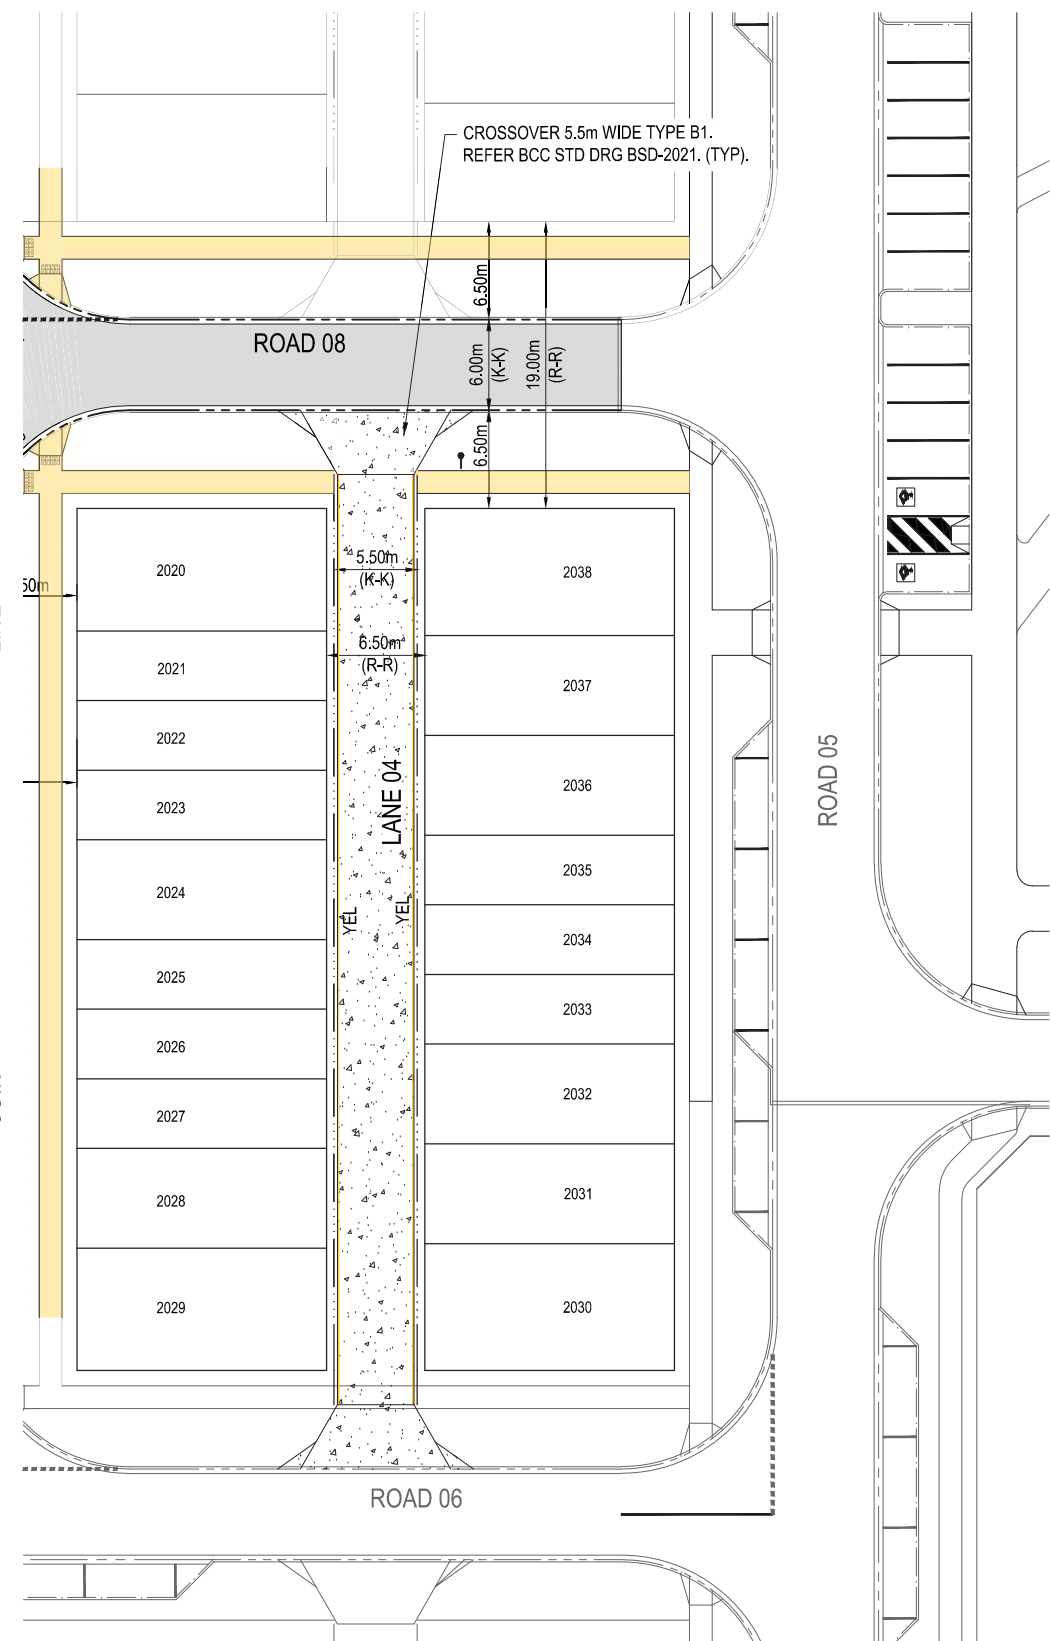 CROSSOVER 5.5m WIDE TYPE B1.
REFER BCC STD DRG BSD-2021. (TYP).
6.50m
ROAD 08
6.00m
(K-K)
19.00m
(R-R)
6.50m
5.50m
(K-K)
6.50m
(R-R)
50m
2020
2021
2022
2023
2024
2025
2026
2027
2028
2029
LANE 04
YEL
YEL
2038
2037
2036
2035
2034
2033
2032
2031
2030
ROAD 05
ROAD 06